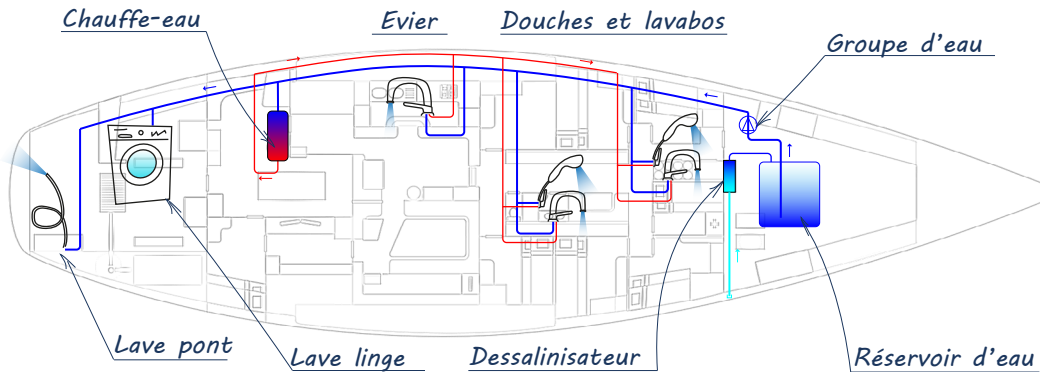 Chauffe-eau
Evier
Douches et lavabos
Groupe d'eau
Lave pont
Lave linge
Dessalinisateur
Réservoir d'eau